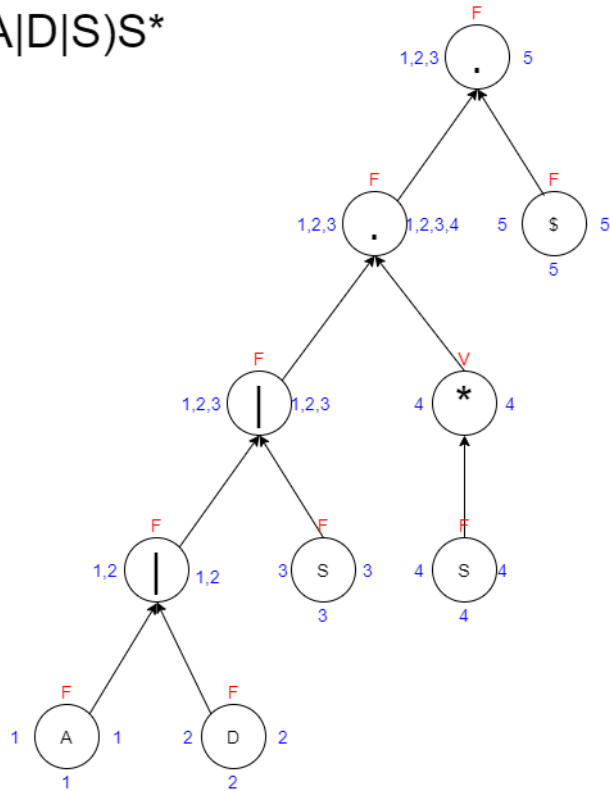 A|D|S)S*
F
1,2,3 . 5
F F
1,2,3 . 1,2,3,4 5 $ 5
5
F V
1,2,3 | 1,2,3 4 * 4
F F F
1,2 | 1,2 3 S 3 4 S 4
3 4
F F
1 A 1 2 D 2
1 2